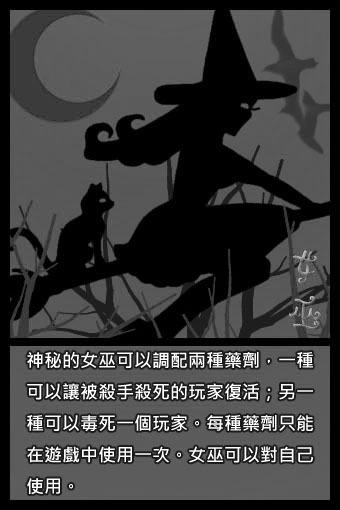 女巫
神秘的女巫可以調配兩種藥劑，一種
可以讓被殺手殺死的玩家復活；另一
種可以毒死一個玩家。每種藥劑只能
在遊戲中使用一次。女巫可以對自己
使用。